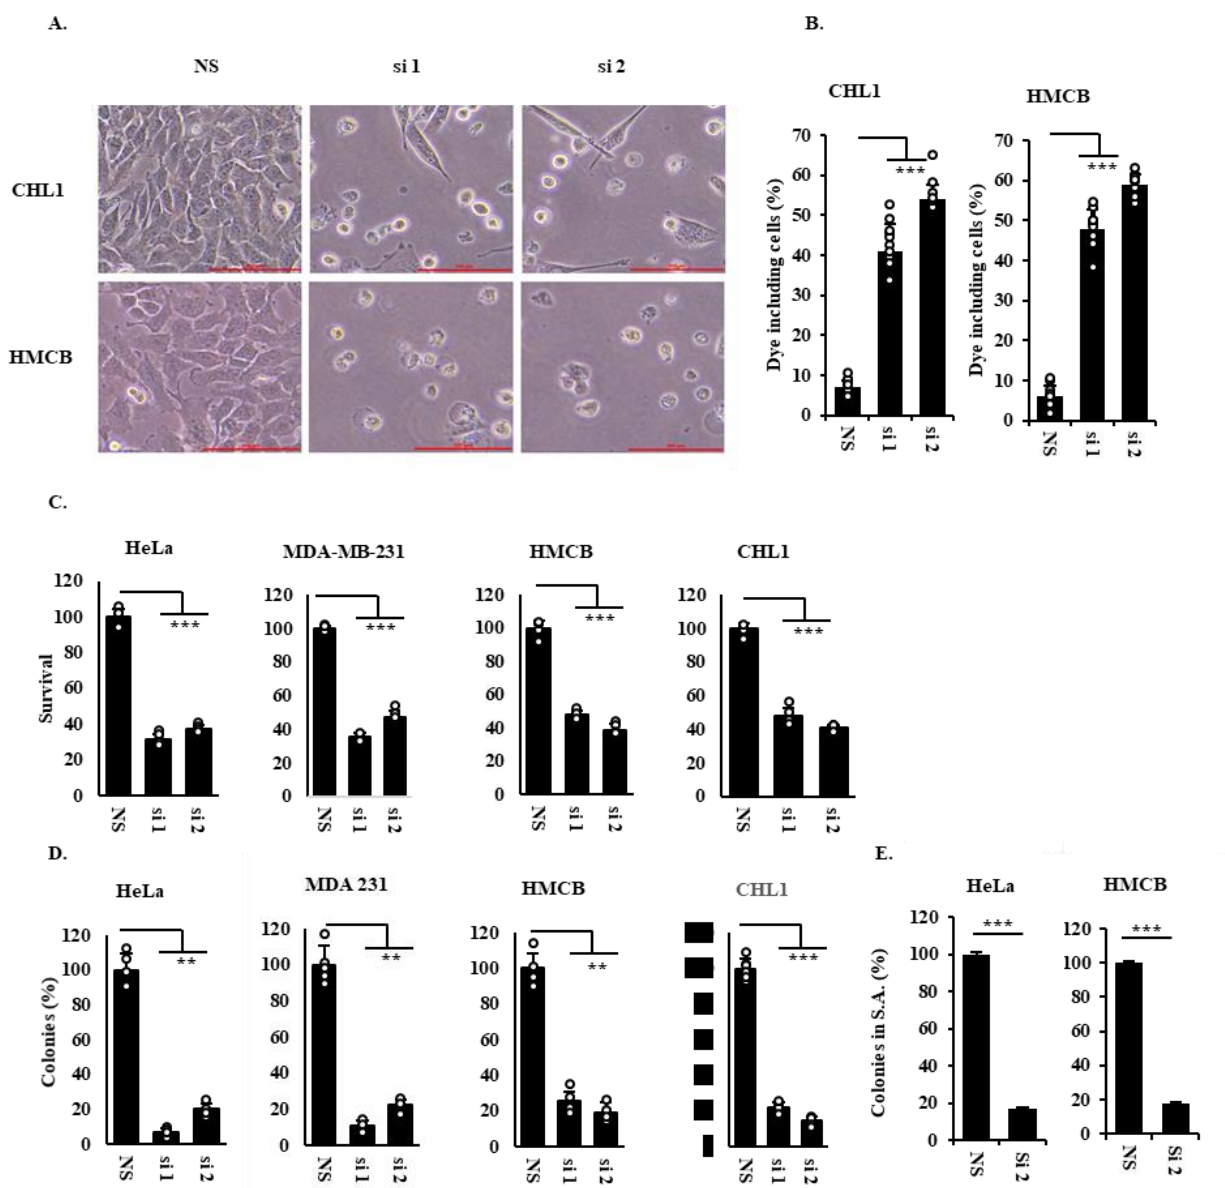 A.
NS si 1 si 2
CHL1
HMCB
B.
CHL1
70
60
50
40
30
20
10
0
Dye including cells (%)
***
NS si 1 si 2
HMCB
70
60
50
40
30
20
10
0
Dye including cells (%)
***
NS si 1 si 2
C.
HeLa
120
100
80
60
40
20
0
Survival
***
NS si 1 si 2
MDA-MB-231
120
100
80
60
40
20
0
***
NS si 1 si 2
HMCB
120
100
80
60
40
20
0
***
NS si 1 si 2
CHL1
120
100
80
60
40
20
0
***
NS si 1 si 2
D.
HeLa
120
100
80
60
40
20
0
Colonies (%)
**
NS si 1 si 2
MDA 231
120
100
80
60
40
20
0
**
NS si 1 si 2
HMCB
120
100
80
60
40
20
0
**
NS si 1 si 2
CHL1
***
NS si 1 si 2
E.
HeLa
120
100
80
60
40
20
0
Colonies in S.A. (%)
***
NS Si 2
HMCB
120
100
80
60
40
20
0
***
NS Si 2